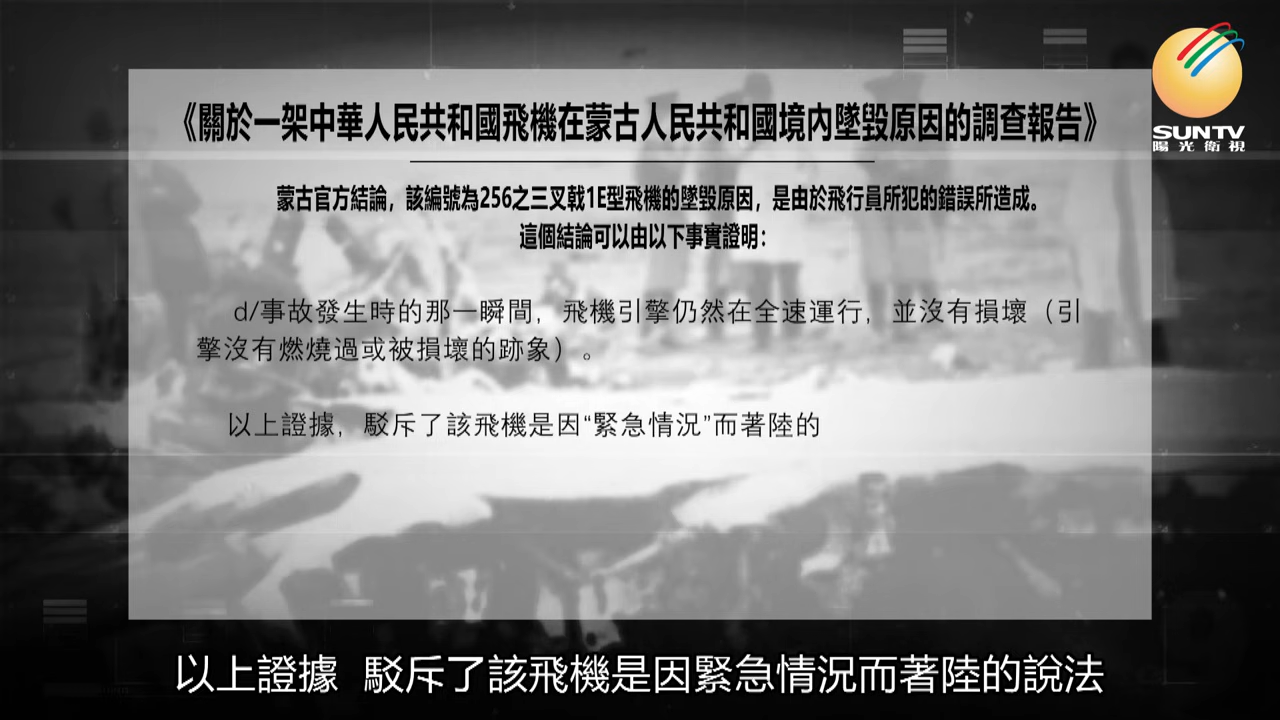 SUNTV
陽光衛視
《關於一架中華人民共和國飛機在蒙古人民共和國境內墜毀原因的調查報告》
蒙古官方結論，該編號為256之三叉戟1E型飛機的墜毀原因，是由於飛行員所犯的錯誤所造成。
這個結論可以由以下事實證明：
d/事故發生時的那一瞬間，飛機引擎仍然在全速運行，並沒有損壞（引
擎沒有燃燒過或被損壞的跡象）。
以上證據，駁斥了該飛機是因“緊急情況”而著陸的
以上證據 駁斥了該飛機是因緊急情況而著陸的說法